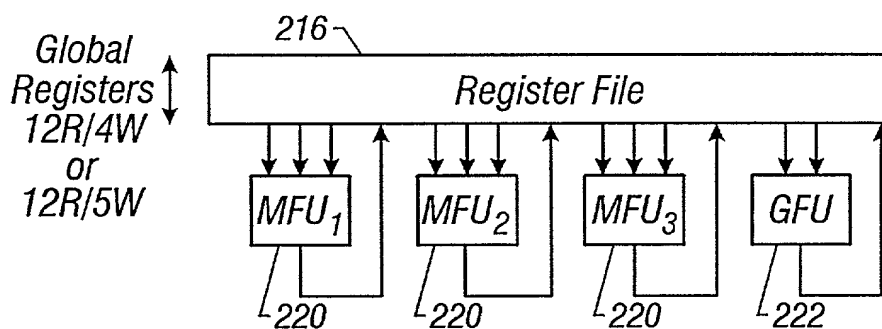 216
Global
Registers
12R/4W
or
12R/5W
Register File
MFU1
MFU2
MFU3
GFU
220
220
220
222